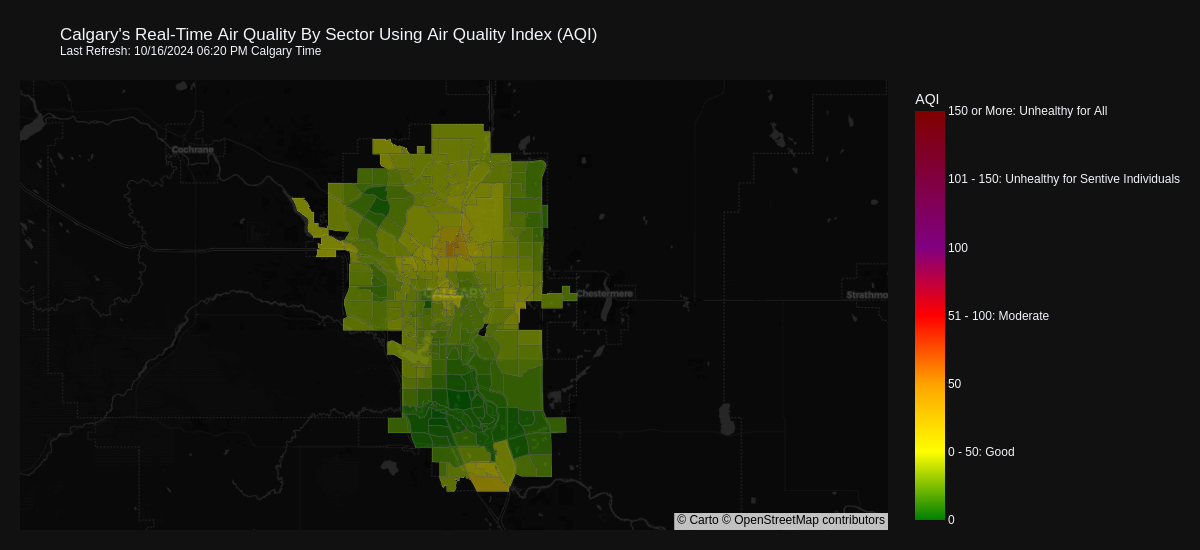 Calgary's Real-Time Air Quality By Sector Using Air Quality Index (AQI)
Last Refresh: 10/16/2024 06:20 PM Calgary Time
AQI
150 or More: Unhealthy for All
101 - 150: Unhealthy for Sentive Individuals
100
51 - 100: Moderate
50
0 - 50: Good
0
Cochrane
CALGARY
Chestermere
Strathmo
© Carto © OpenStreetMap contributors